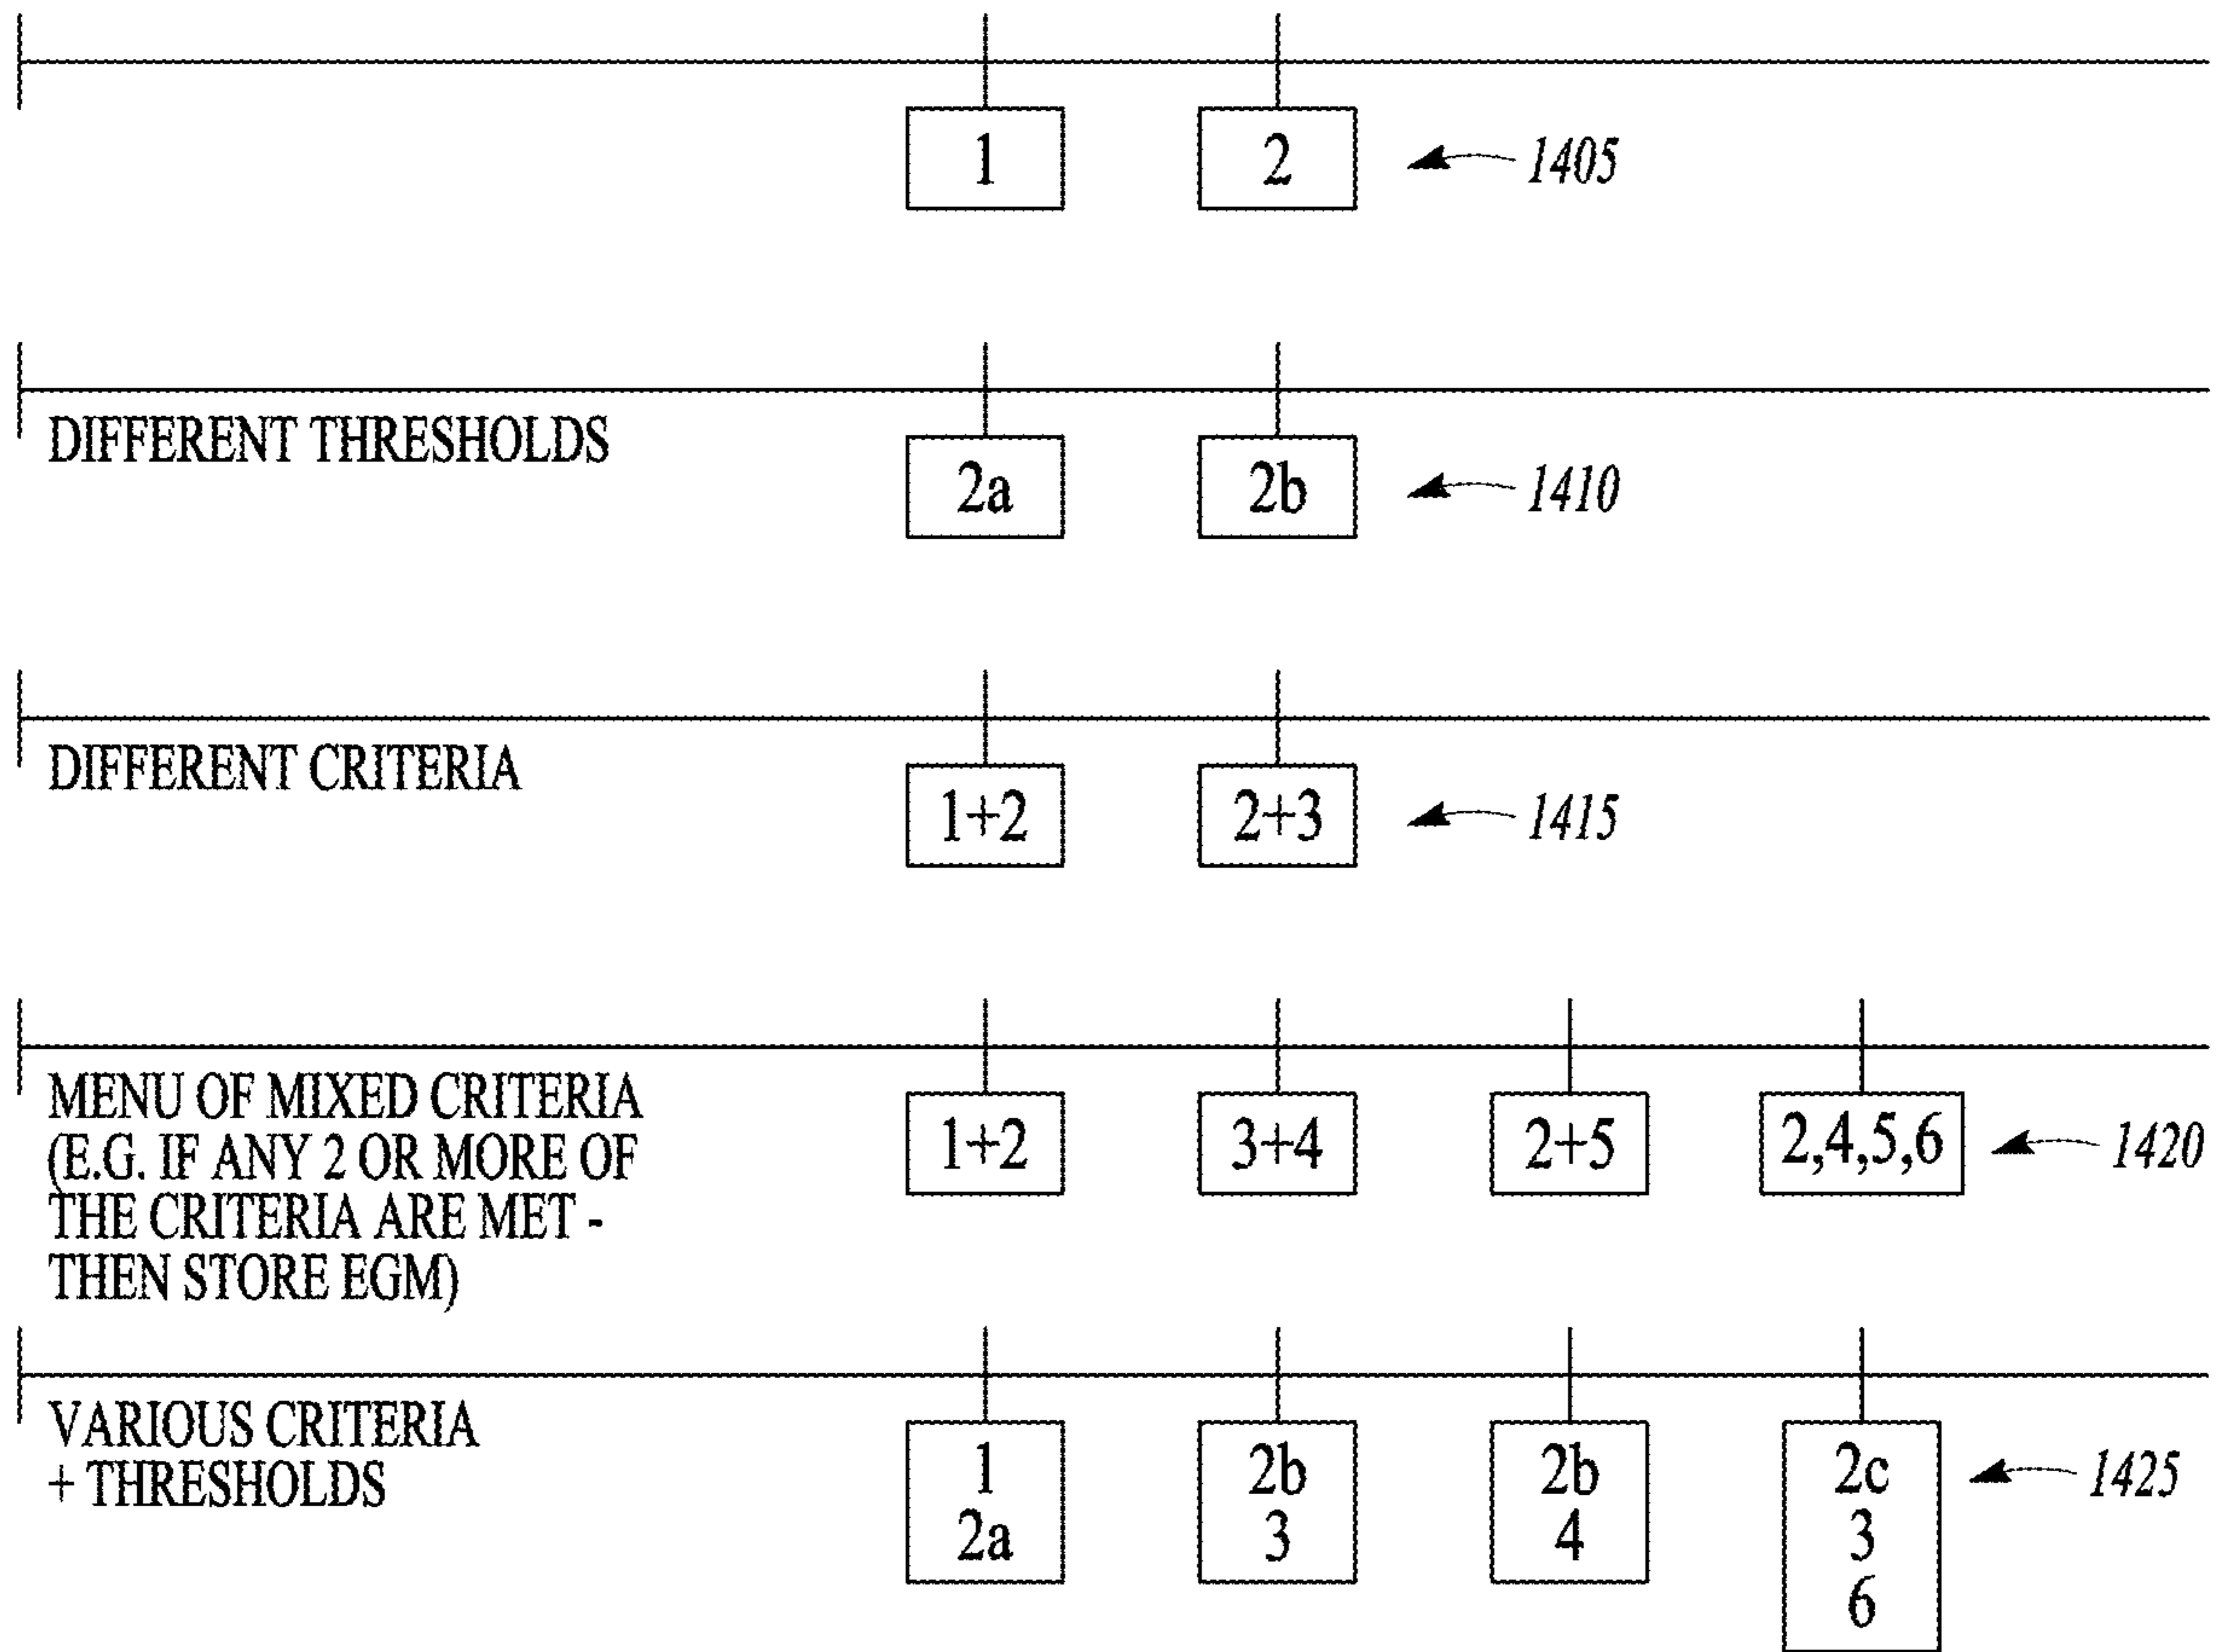 1 2 1405
DIFFERENT THRESHOLDS
2a 2b 1410
DIFFERENT CRITERIA
1+2 2+3 1415
MENU OF MIXED CRITERIA
(E.G. IF ANY 2 OR MORE OF
THE CRITERIA ARE MET -
THEN STORE EGM)
1+2 3+4 2+5 2,4,5,6 1420
VARIOUS CRITERIA
+ THRESHOLDS
1
2a
2b
3
2b
4
2c
3
6
1425